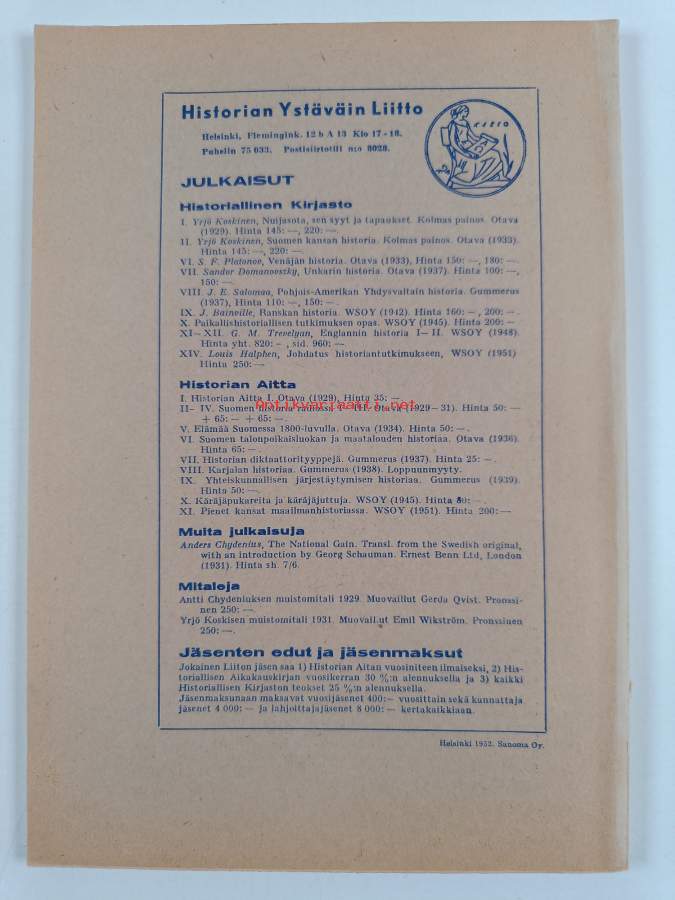 Historian Ystäväin Liitto
Helsinki, Flemingink. 12 b A 13 Klo 17-18.
Puhelin 75 633. Postisiirtotili n:o 8028.
CLIO
JULKAISUT
Historiallinen Kirjasto
I. Yrjö Koskinen, Nuijasota, sen syyt ja tapaukset. Kolmas painos. Otava
(1929). Hinta 145: —, 220: —.
II. Yrjö Koskinen, Suomen kansan historia. Kolmas painos. Otava (1933).
Hinta 145: —, 220: —.
VI. S. F. Platonov, Venäjän historia. Otava (1933), Hinta 150: —, 180: —.
VII. Sandor Domanovszky, Unkarin historia. Otava (1937). Hinta 100: —,
150: —.
VIII. J. E. Salomaa, Pohjois-Amerikan Yhdysvaltain historia. Gummerus
(1937), Hinta 110: —, 150: —.
IX. J. Baineille, Ranskan historia. WSOY (1942). Hinta 160: —, 200: —.
X. Paikallishistoriallisen tutkimuksen opas. WSOY (1945). Hinta 200: —
XI—XII. G. M. Trevelyan, Englannin historia I—II. WSOY (1948).
Hinta yht. 820: —, sid. 960: —
XIV. Louis Halphen, Johdatus historiantutkimukseen, WSOY (1951)
Hinta 250: —.
Historian Aitta
I. Historian Aitta I. Otava (1929). Hinta 35: —
Antikvariaatti.net
II—IV. Suomen historia I—III. Otava (1929—31). Hinta 50: —
+ 65: — + 65: —.
V. Elämää Suomessa 1800-luvulla. Otava (1934). Hinta 50: —.
VI. Suomen talonpoikaisluokan ja maatalouden historiaa. Otava (1936).
Hinta 65: —.
VII. Historian diktaattorityyppejä. Gummerus (1937). Hinta 25: —.
VIII. Karjalan historiaa. Gummerus (1938). Loppuunmyyty.
IX. Yhteiskunnallisen järjestäytymisen historiaa. Gummerus (1939).
Hinta 50: —.
X. Käräjäpukareita ja käräjäjuttuja. WSOY (1945). Hinta 80: —.
XI. Pienet kansat maailmanhistoriassa. WSOY (1951). Hinta 200: —
Muita julkaisuja
Anders Chydenius, The National Gain. Transl. from the Swedish original,
with an introduction by Georg Schauman. Ernest Benn Ltd, London
(1931). Hinta sh. 7/6.
Mitaleja
Antti Chydeniuksen muistomitali 1929. Muovaillut Gerda Qvist. Pronssi-
nen 250: —.
Yrjö Koskisen muistomitali 1931. Muovaillut Emil Wikström. Pronssinen
250: —.
Jäsenten edut ja jäsenmaksut
Jokainen Liiton jäsen saa 1) Historian Aitan vuosiniteen ilmaiseksi, 2) His-
toriallisen Aikakauskirjan vuosikerran 30 %:n alennuksella ja 3) kaikki
Historiallisen Kirjaston teokset 25 %:n alennuksella.
Jäsenmaksunaan maksavat vuosijäsenet 400: — vuosittain sekä kannattaja-
jäsenet 4 000: — ja lahjoittajajäsenet 8 000: — kertakaikkiaan.
Helsinki 1952. Sanoma Oy.